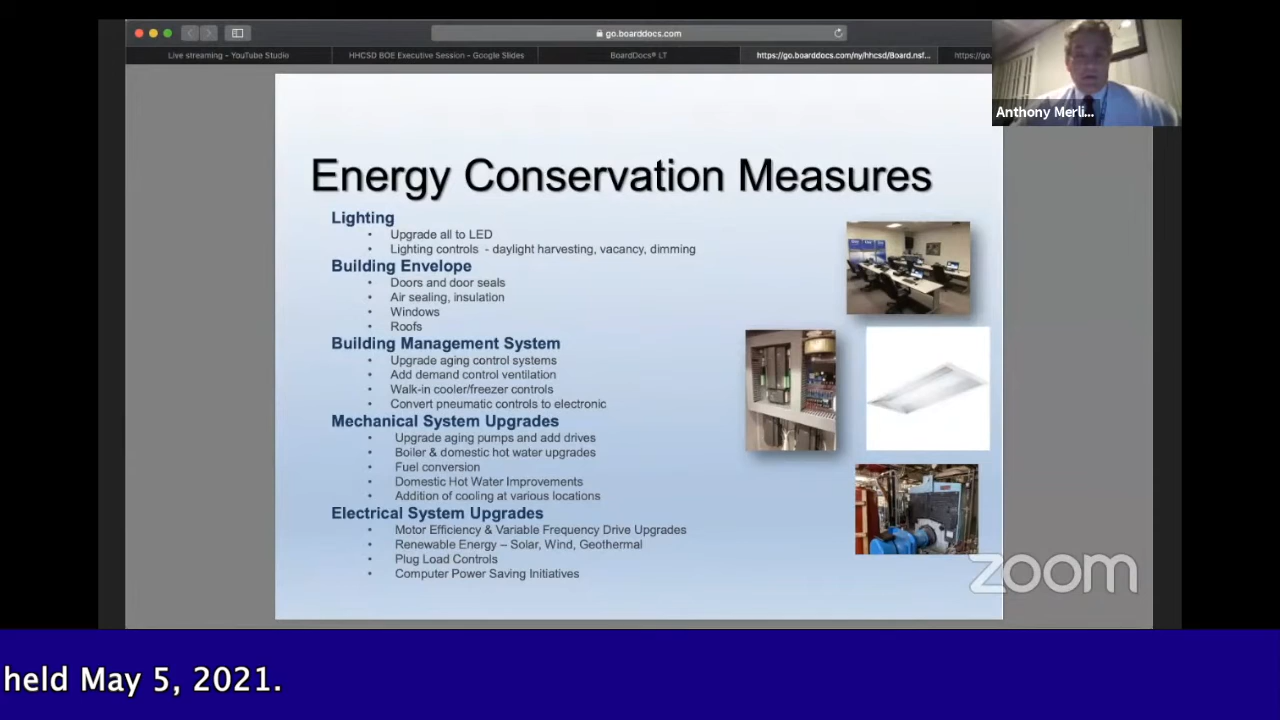 go.boarddocs.com
Live streaming - YouTube Studio
HHCSD BOE Executive Session - Google Slides
BoardDocs® LT
https://go.boarddocs.com/ny/hhcsd/Board.nsf...
https://go.boarddocs
Anthony Merli...
Energy Conservation Measures
Lighting
• Upgrade all to LED
• Lighting controls - daylight harvesting, vacancy, dimming
Building Envelope
• Doors and door seals
• Air sealing, insulation
• Windows
• Roofs
Building Management System
• Upgrade aging control systems
• Add demand control ventilation
• Walk-in cooler/freezer controls
• Convert pneumatic controls to electronic
Mechanical System Upgrades
• Upgrade aging pumps and add drives
• Boiler & domestic hot water upgrades
• Fuel conversion
• Domestic Hot Water Improvements
• Addition of cooling at various locations
Electrical System Upgrades
• Motor Efficiency & Variable Frequency Drive Upgrades
• Renewable Energy – Solar, Wind, Geothermal
• Plug Load Controls
• Computer Power Saving Initiatives
zoom
held May 5, 2021.